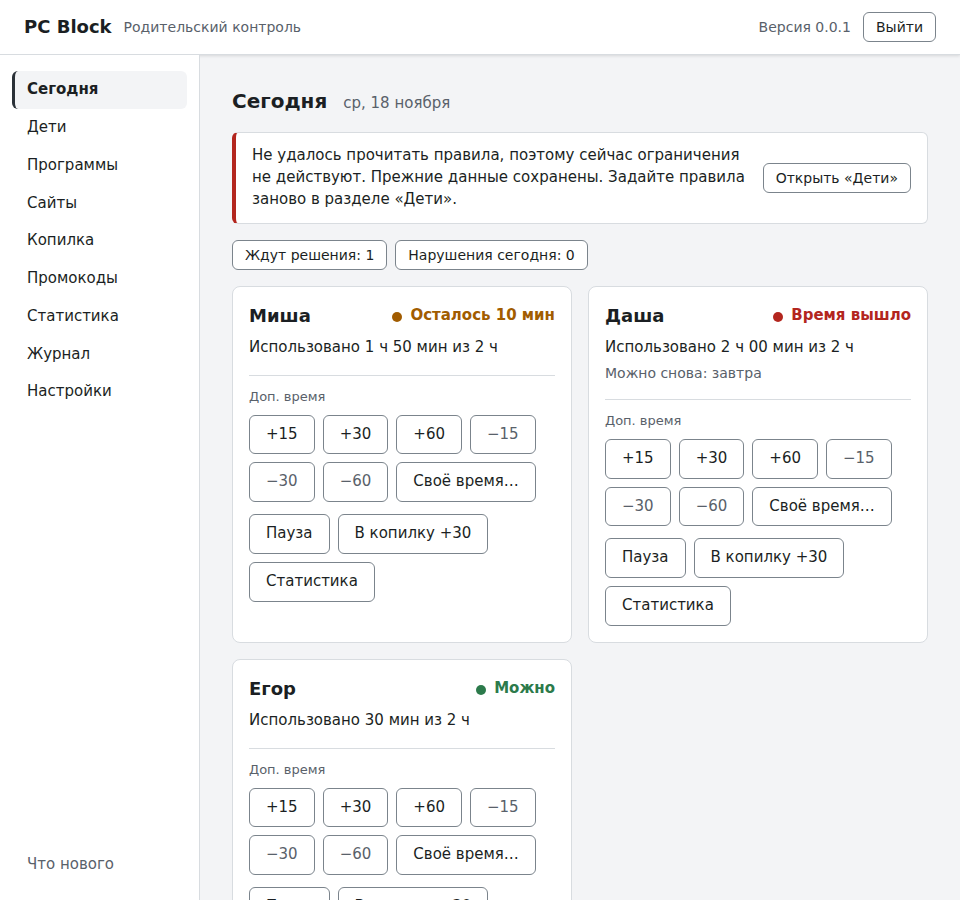 PC Block Родительский контроль Версия 0.0.1 Выйти
Сегодня
Дети
Программы
Сайты
Копилка
Промокоды
Статистика
Журнал
Настройки
Что нового
Сегодня ср, 18 ноября
Не удалось прочитать правила, поэтому сейчас ограничения
не действуют. Прежние данные сохранены. Задайте правила
заново в разделе «Дети».
Открыть «Дети»
Ждут решения: 1 Нарушения сегодня: 0
Миша Осталось 10 мин
Использовано 1 ч 50 мин из 2 ч
Доп. время
+15 +30 +60 −15
−30 −60 Своё время…
Пауза В копилку +30
Статистика
Даша Время вышло
Использовано 2 ч 00 мин из 2 ч
Можно снова: завтра
Доп. время
+15 +30 +60 −15
−30 −60 Своё время…
Пауза В копилку +30
Статистика
Егор Можно
Использовано 30 мин из 2 ч
Доп. время
+15 +30 +60 −15
−30 −60 Своё время…